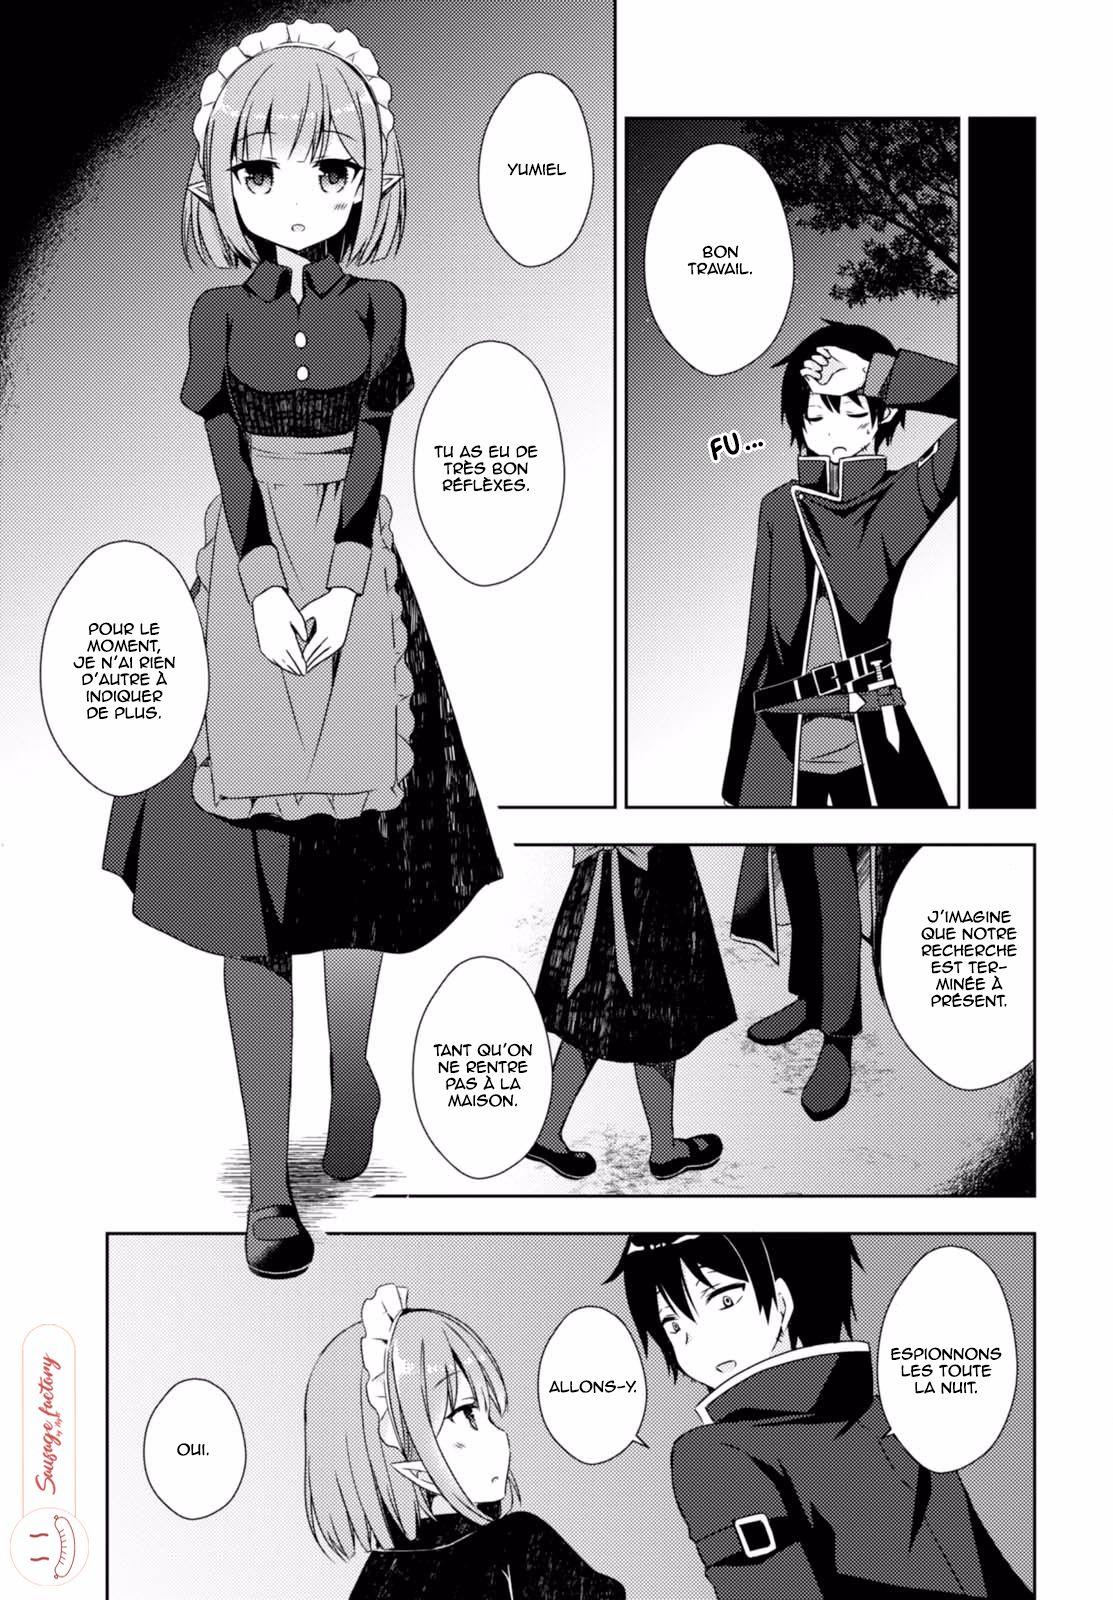 BON
TRAVAIL.
FU...
YUMIEL
TU AS EU DE
TRÈS BON
RÉFLÈXES.
POUR LE
MOMENT,
JE N'AI RIEN
D'AUTRE À
INDIQUER
DE PLUS.
J'IMAGINE
QUE NOTRE
RECHERCHE
EST TER-
MINÉE À
PRÉSENT.
TANT QU'ON
NE RENTRE
PAS À LA
MAISON.
ESPIONNONS
LES TOUTE
LA NUIT.
ALLONS-Y.
OUI.
Sausage factory